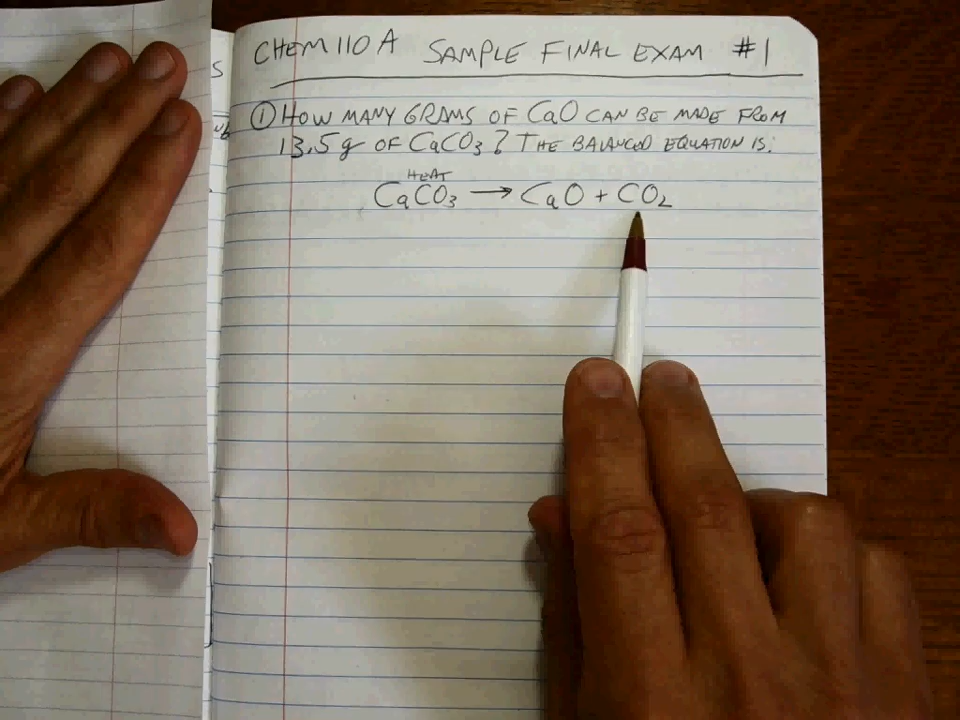 CHEM 110A SAMPLE FINAL EXAM #1
① HOW MANY GRAMS OF CaO CAN BE MADE FROM
13.5g OF CaCO₃? THE BALANCED EQUATION IS:
HEAT
CaCO₃ → CaO + CO₂